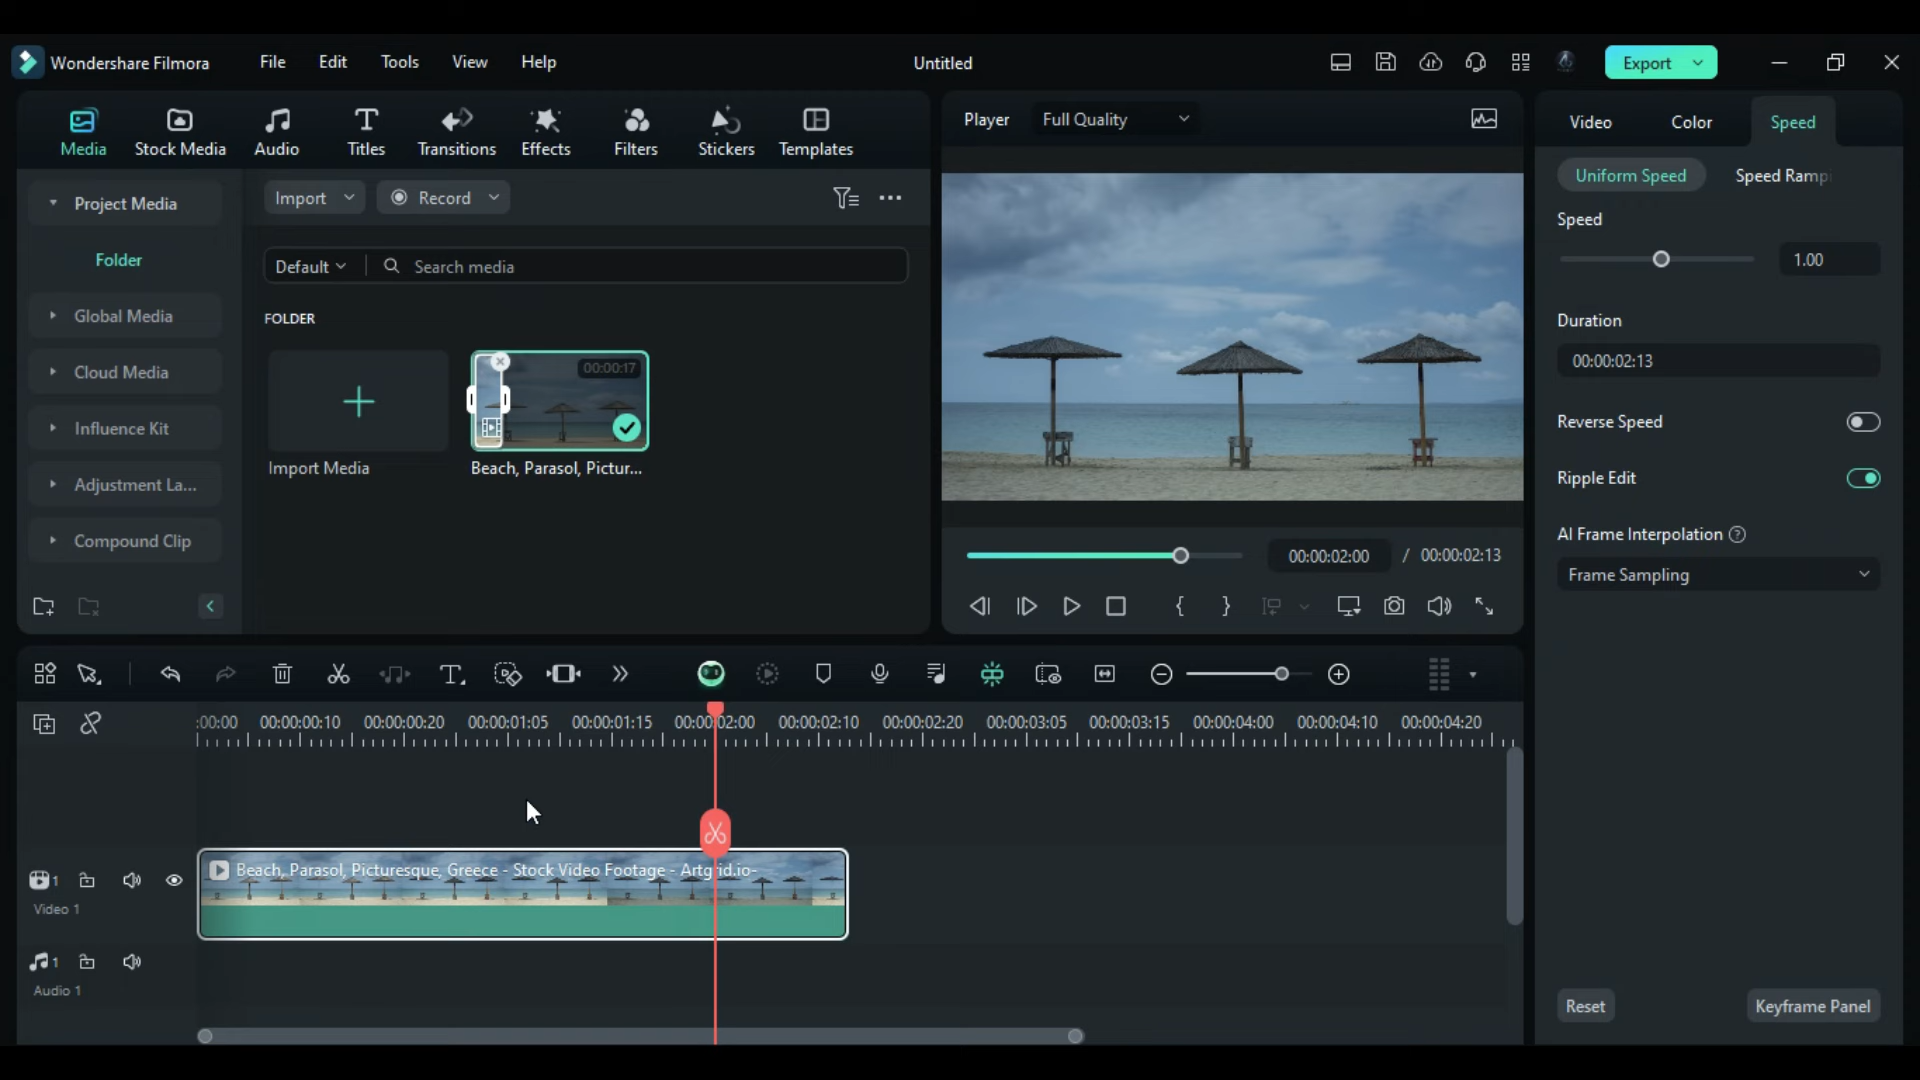 Wondershare Filmora File Edit Tools View Help Untitled Export
Media Stock Media Audio Titles Transitions Effects Filters Stickers Templates
Player Full Quality
Video Color Speed
Project Media
Folder
Global Media
Cloud Media
Influence Kit
Adjustment La...
Compound Clip
Import Record
Default Search media
FOLDER
00:00:17
Import Media Beach, Parasol, Pictur...
00:00:02:00 / 00:00:02:13
Uniform Speed Speed Ramp
Speed
1.00
Duration
00:00:02:13
Reverse Speed
Ripple Edit
AI Frame Interpolation ?
Frame Sampling
Reset Keyframe Panel
:00:00 00:00:00:10 00:00:00:20 00:00:01:05 00:00:01:15 00:00:02:00 00:00:02:10 00:00:02:20 00:00:03:05 00:00:03:15 00:00:04:00 00:00:04:10 00:00:04:20
Beach, Parasol, Picturesque, Greece - Stock Video Footage - Artgrid.io-
1
Video 1
1
Audio 1